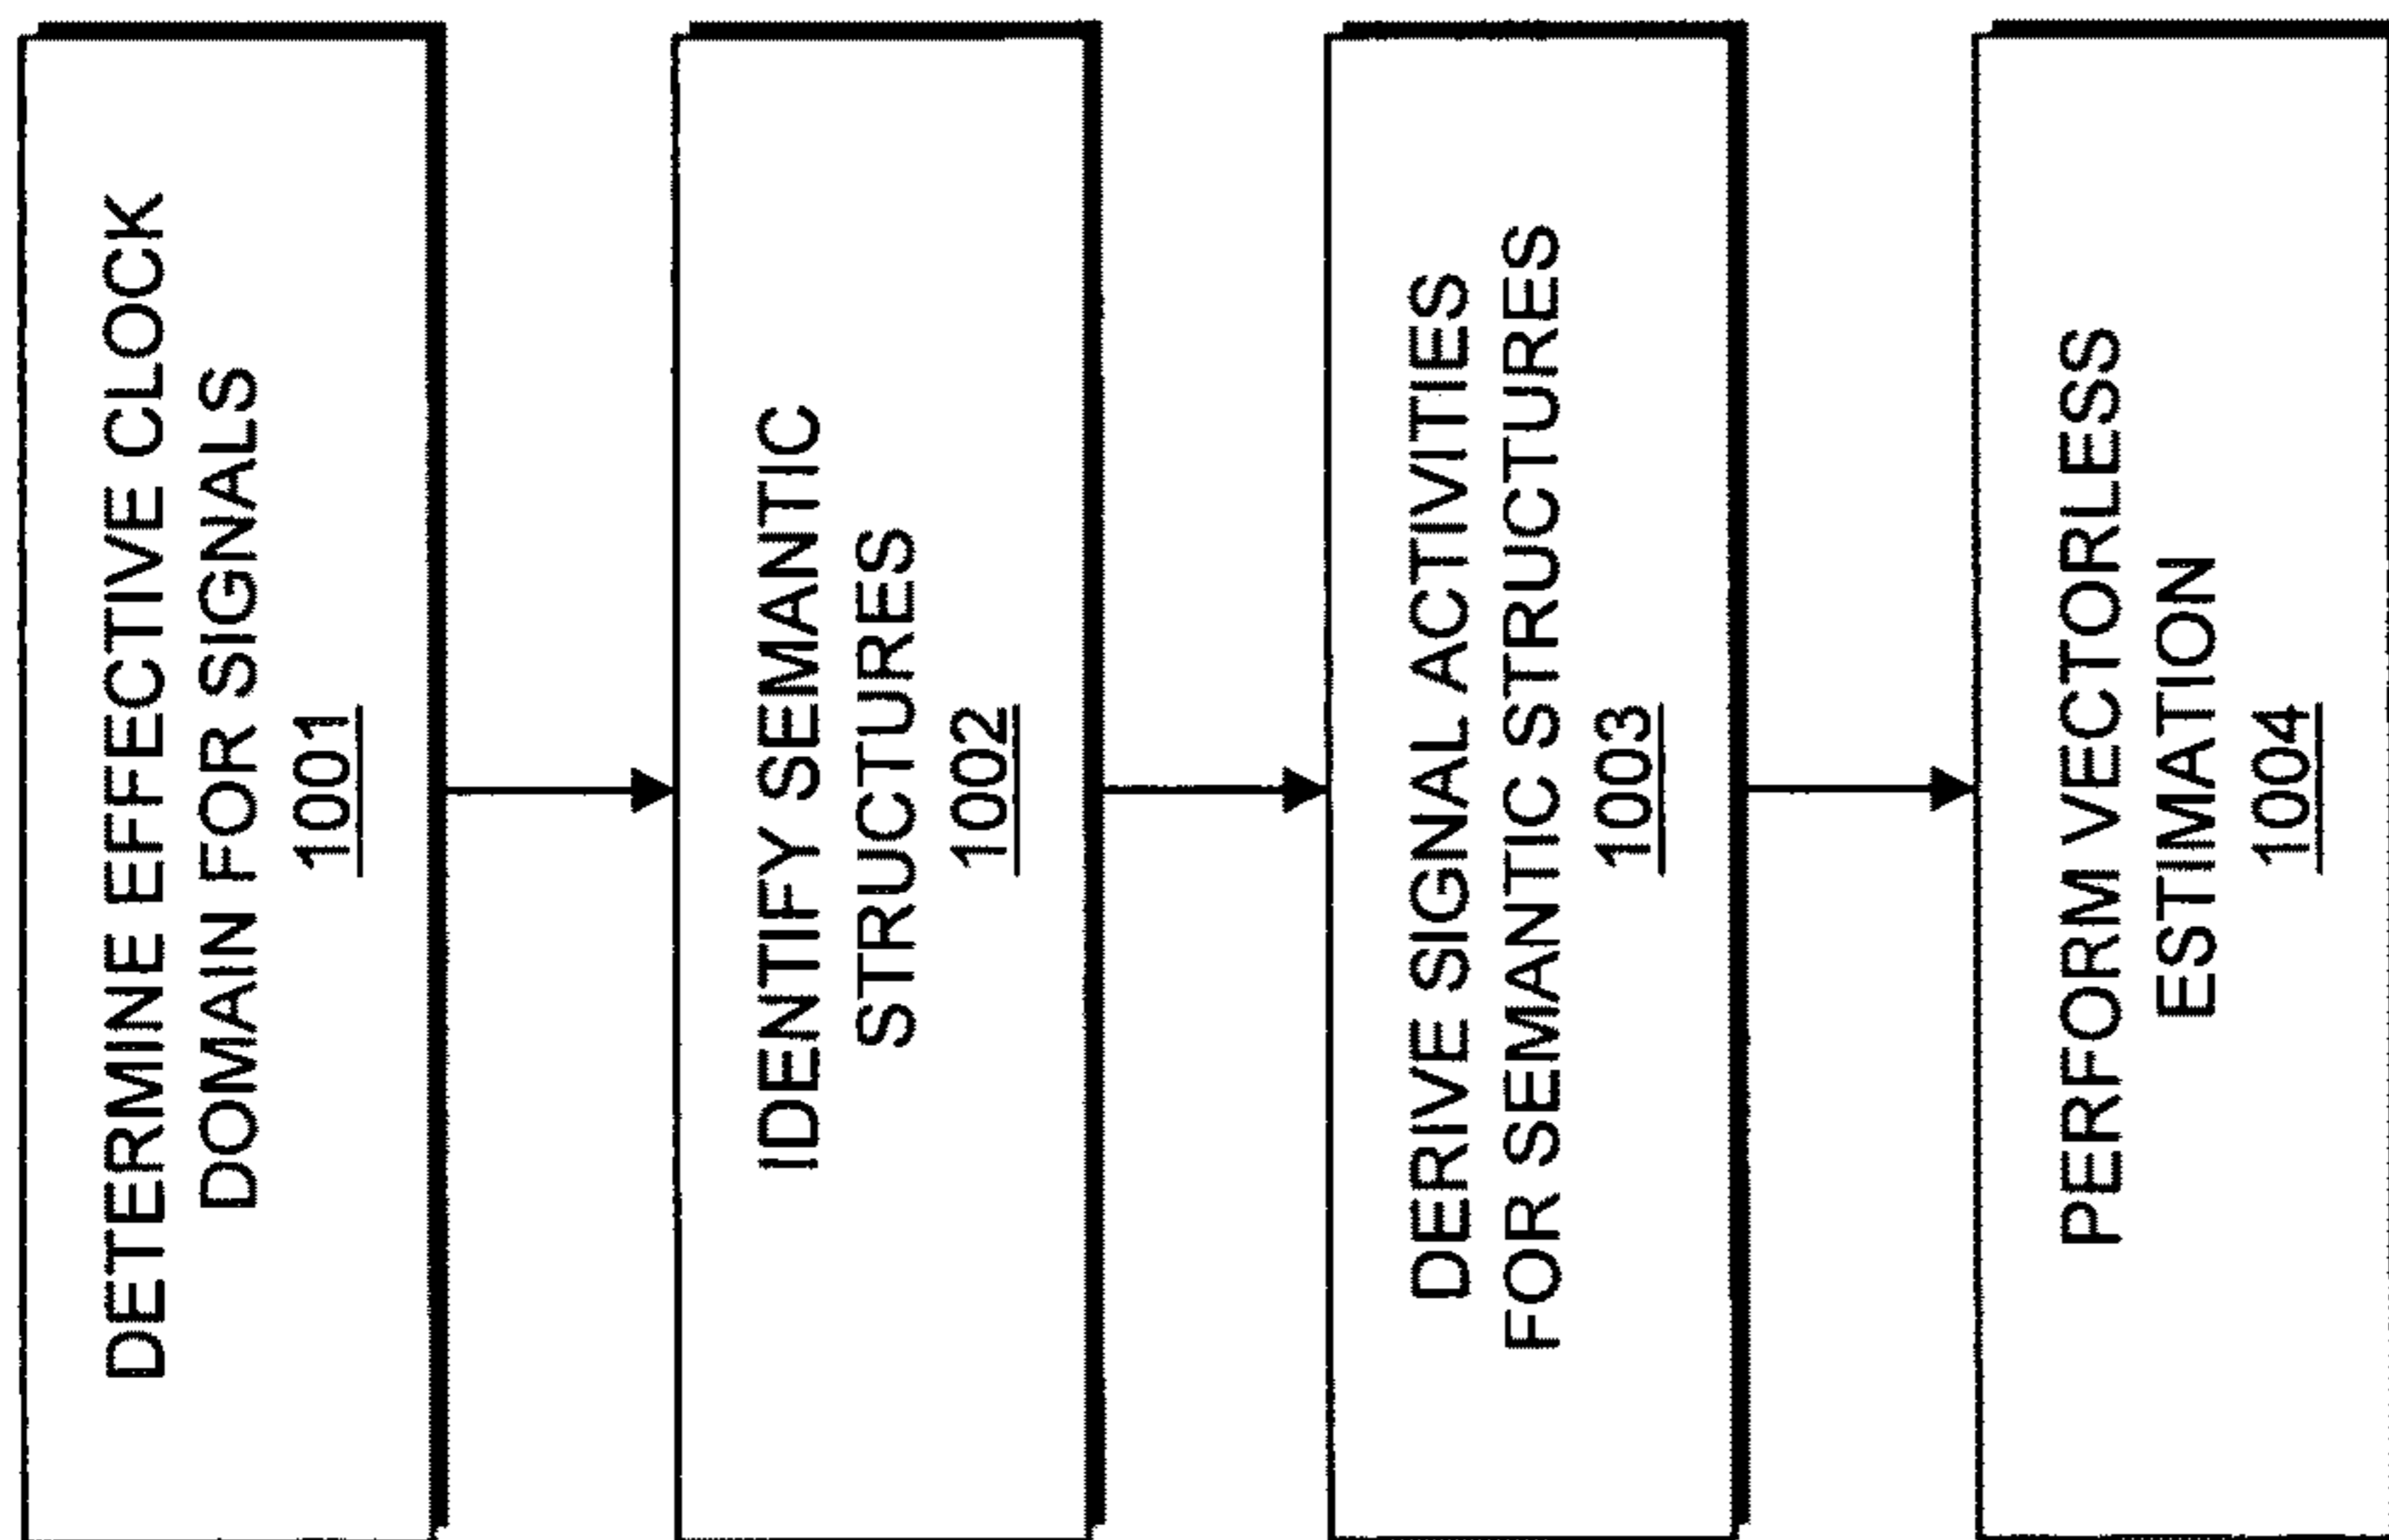 DETERMINE EFFECTIVE CLOCK
DOMAIN FOR SIGNALS
1001
IDENTIFY SEMANTIC
STRUCTURES
1002
DERIVE SIGNAL ACTIVITIES
FOR SEMANTIC STRUCTURES
1003
PERFORM VECTORLESS
ESTIMATION
1004